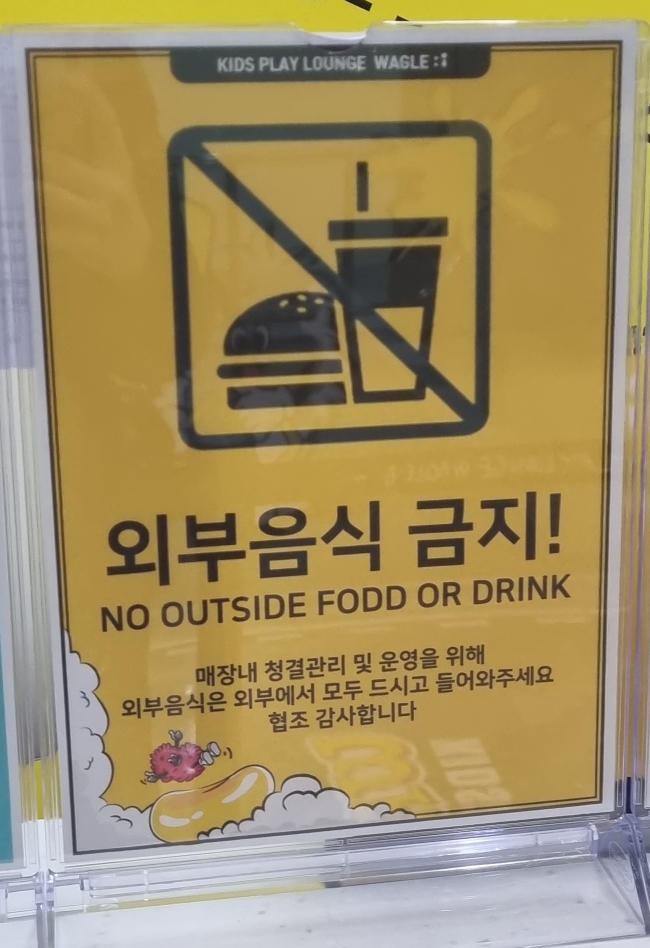 KIDS PLAY LOUNGE WAGLE
외부음식 금지!
NO OUTSIDE FODD OR DRINK
매장내 청결관리 및 운영을 위해
외부음식은 외부에서 모두 드시고 들어와주세요
협조 감사합니다